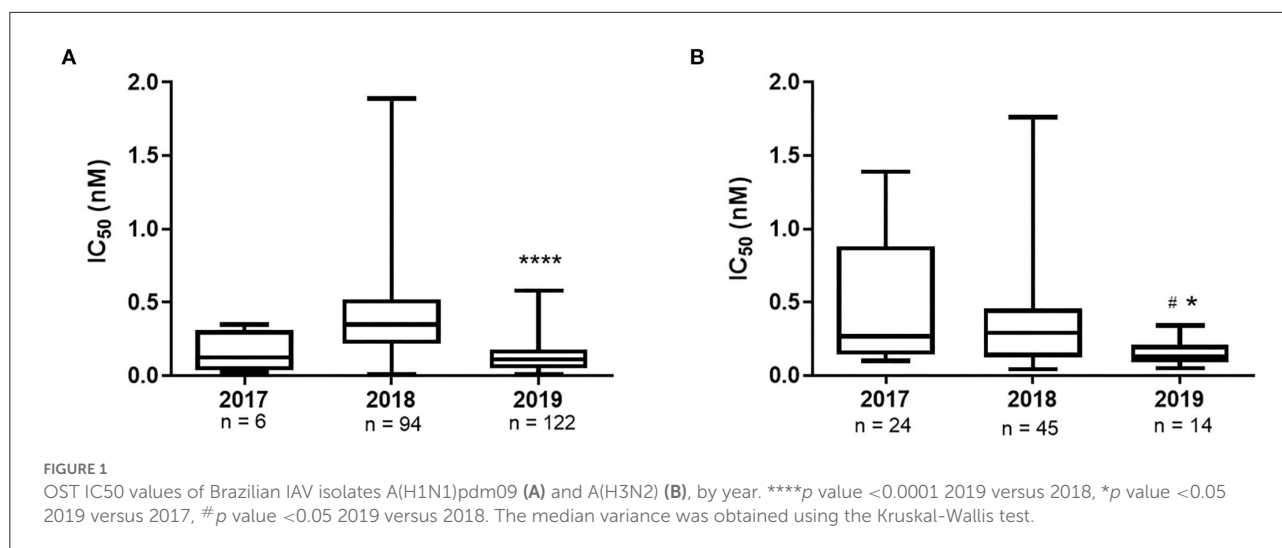 A
B
2.0
1.5
1.0
0.5
0.0
IC50 (nM)
****
2017
2018
2019
n = 6
n = 94
n = 122
2.0
1.5
1.0
0.5
0.0
IC50 (nM)
# *
2017
2018
2019
n = 24
n = 45
n = 14
FIGURE 1
OST IC50 values of Brazilian IAV isolates A(H1N1)pdm09 (A) and A(H3N2) (B), by year. ****p value <0.0001 2019 versus 2018, *p value <0.05
2019 versus 2017, #p value <0.05 2019 versus 2018. The median variance was obtained using the Kruskal-Wallis test.